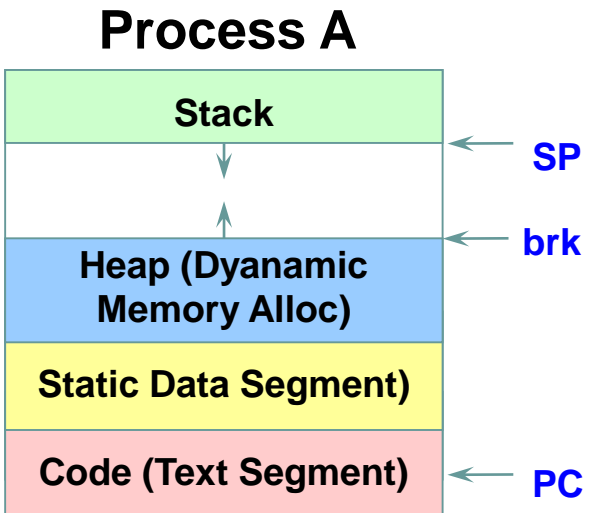 Process A
Stack
SP
brk
Heap (Dyanamic
Memory Alloc)
Static Data Segment)
Code (Text Segment)
PC